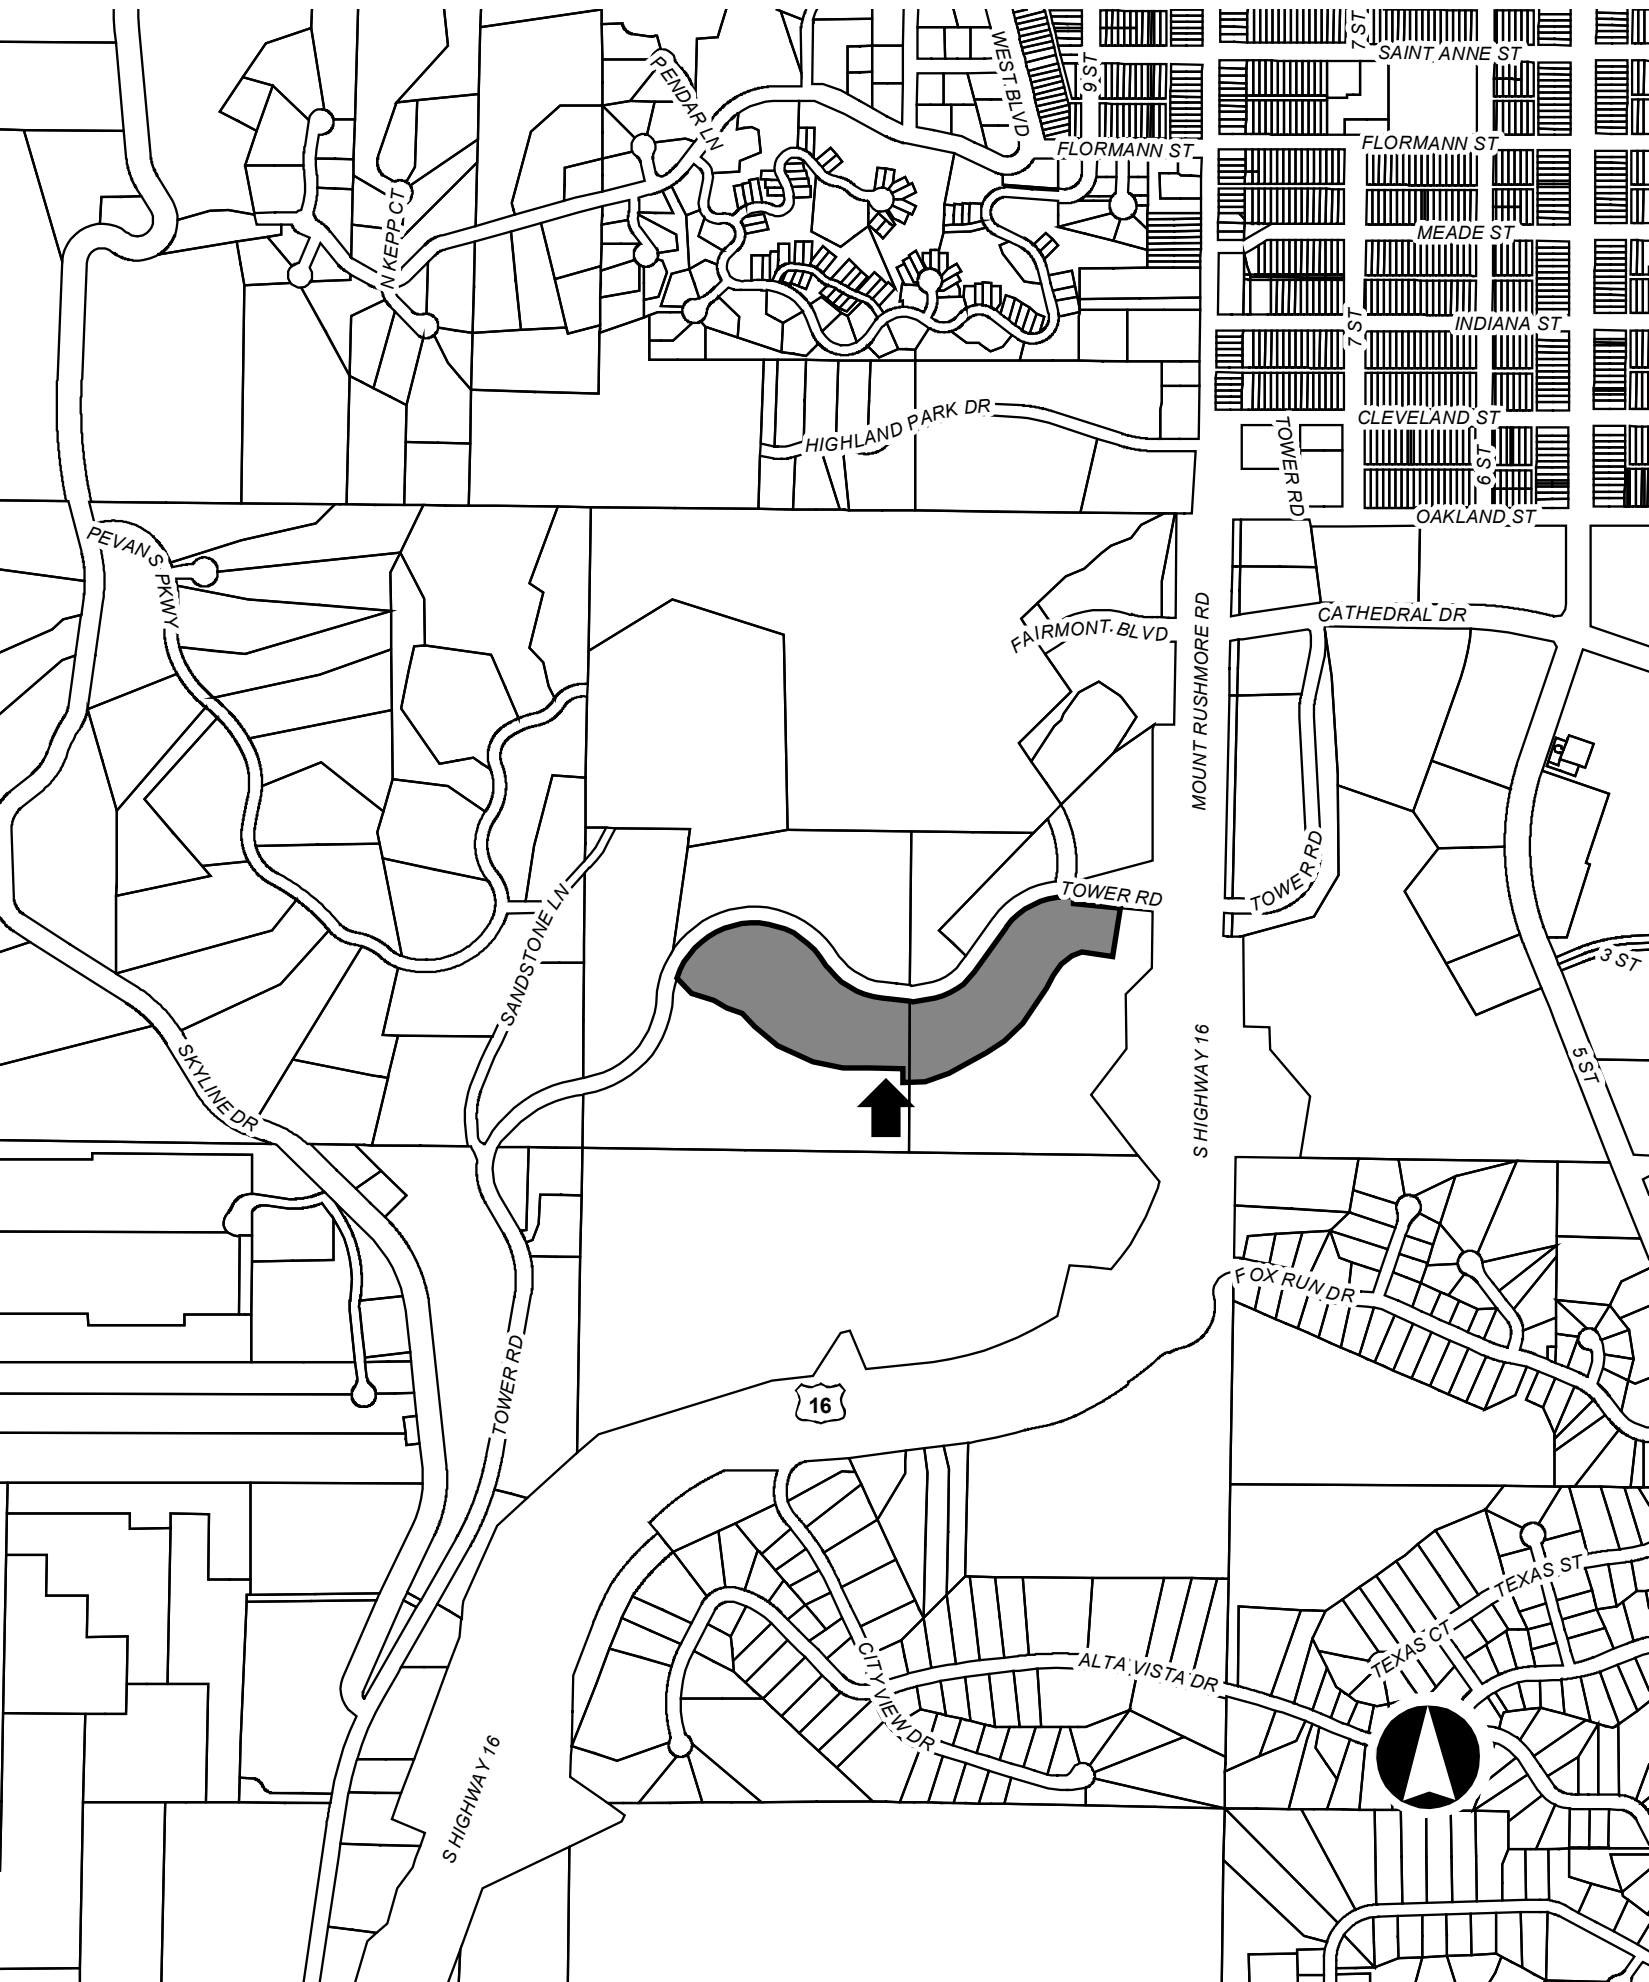 7 ST
SAINT ANNE ST
WEST BLVD
9 ST
PENDAR LN
FLORMANN ST
FLORMANN ST
N KEPP CT
MEADE ST
INDIANA ST
7 ST
HIGHLAND PARK DR
CLEVELAND ST
TOWER RD
6 ST
OAKLAND ST
PEVANS PKWY
FAIRMONT BLVD
MOUNT RUSHMORE RD
CATHEDRAL DR
TOWER RD
TOWER RD
SANDSTONE LN
3 ST
SKYLINE DR
S HIGHWAY 16
5 ST
FOX RUN DR
TOWER RD
16
TEXAS ST
TEXAS CT
CITY VIEW DR
ALTA VISTA DR
S HIGHWAY 16